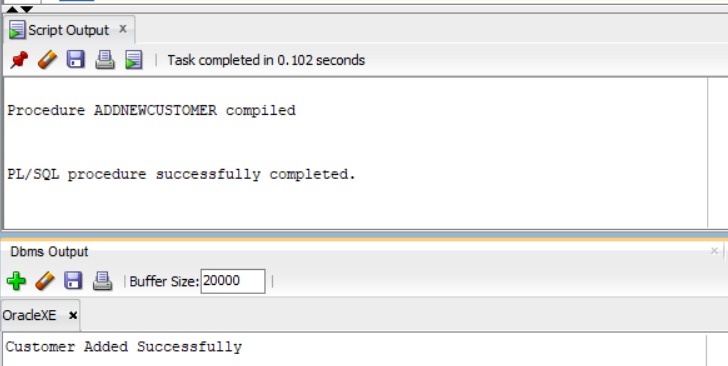 Script Output x
Task completed in 0.102 seconds
Procedure ADDNEWCUSTOMER compiled
PL/SQL procedure successfully completed.
Dbms Output
Buffer Size: 20000
OracleXE
Customer Added Successfully